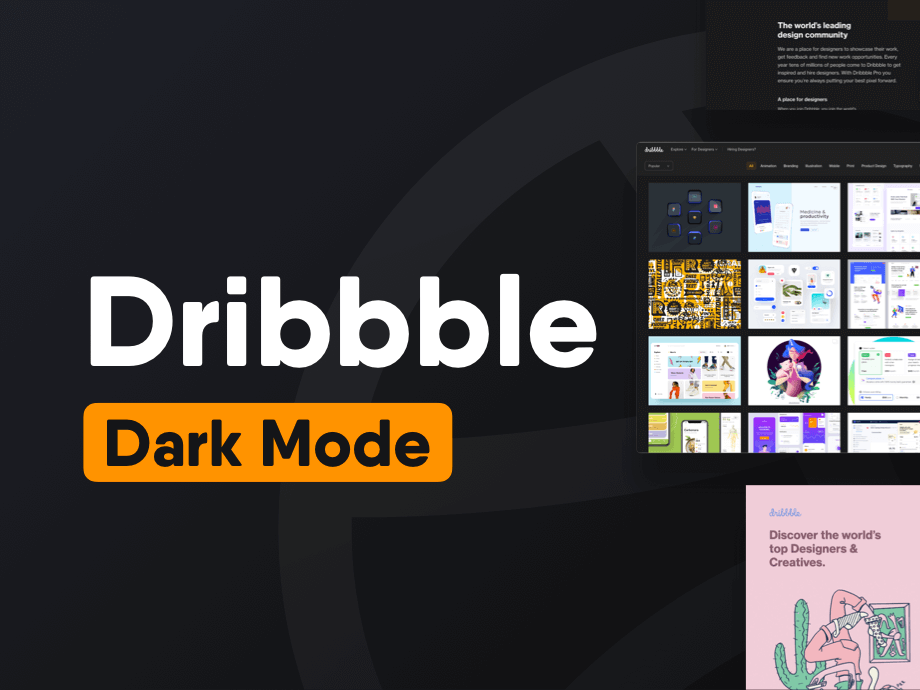 The world's leading
design community
We are a place for designers to showcase their work,
get feedback and find new work opportunities. Every
year tens of millions of people come to Dribbble to get
inspired and hire designers. With Dribbble Pro you
ensure you're always putting your best pixel forward.
A place for designers
dribbble Explore For Designers Hiring Designers?
Popular All Animation Branding Illustration Mobile Print Product Design Typography
Medicine &
productivity
Dribbble
Dark Mode
dribbble
Discover the world's
top Designers &
Creatives.